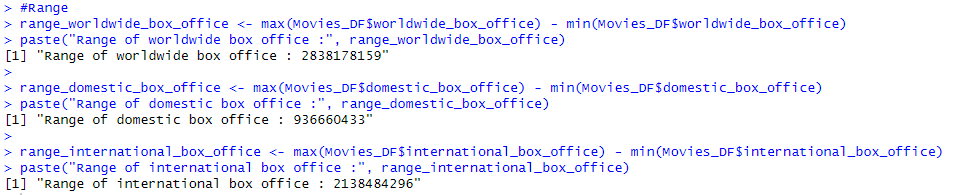 > #Range
> range_worldwide_box_office <- max(Movies_DF$worldwide_box_office) - min(Movies_DF$worldwide_box_office)
> paste("Range of worldwide box office :", range_worldwide_box_office)
[1] "Range of worldwide box office : 2838178159"
>
> range_domestic_box_office <- max(Movies_DF$domestic_box_office) - min(Movies_DF$domestic_box_office)
> paste("Range of domestic box office :", range_domestic_box_office)
[1] "Range of domestic box office : 936660433"
>
> range_international_box_office <- max(Movies_DF$international_box_office) - min(Movies_DF$international_box_office)
> paste("Range of international box office :", range_international_box_office)
[1] "Range of international box office : 2138484296"